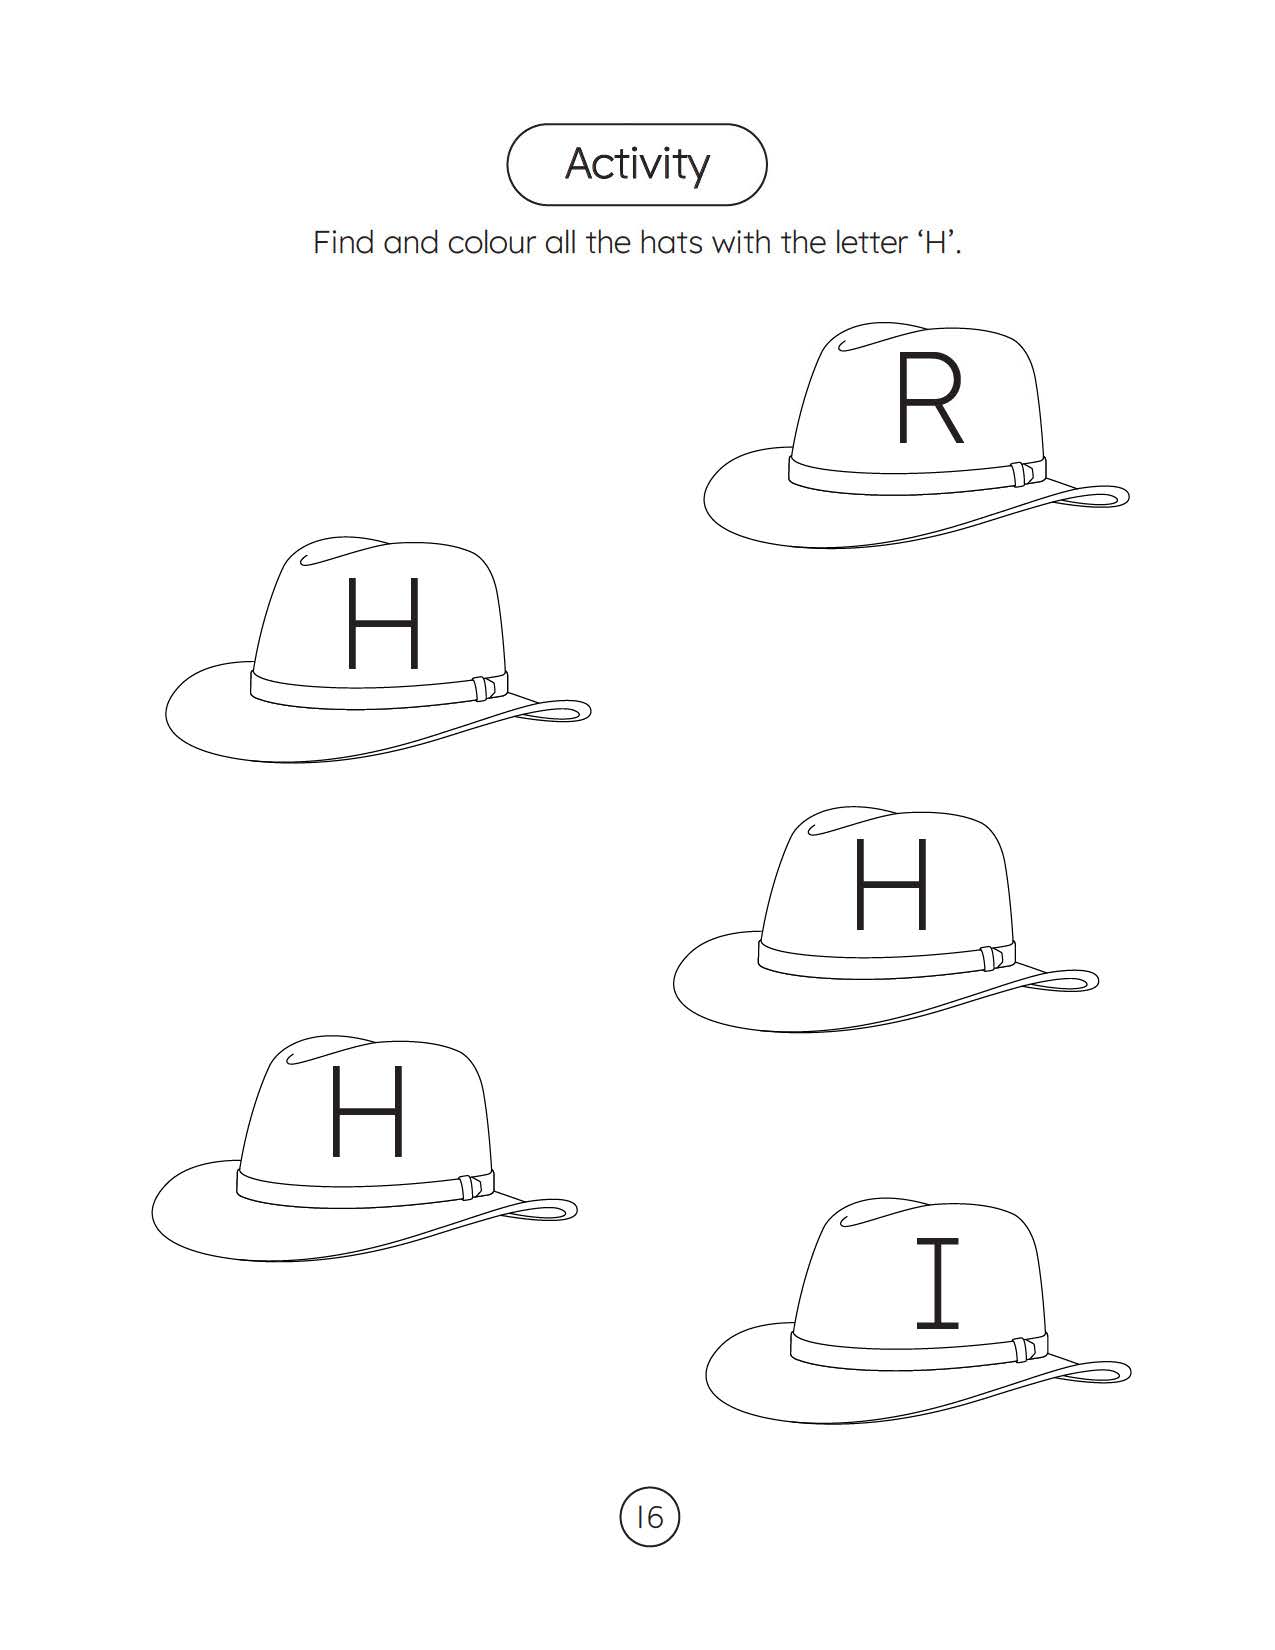 Activity
Find and colour all the hats with the letter ‘H’.
R
H
H
H
I
16